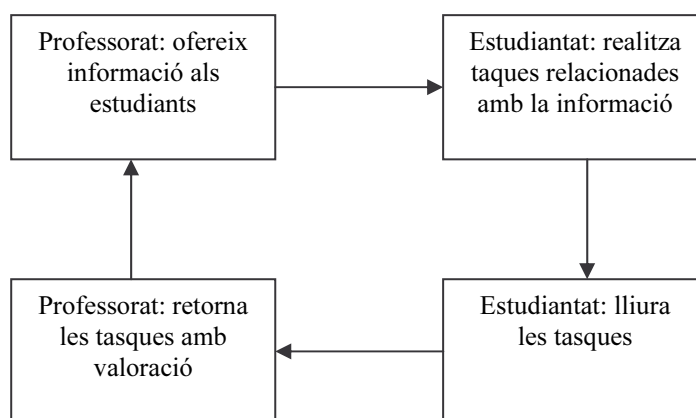 Professorat: ofereix
informació als
estudiants
Estudiantat: realitza
taques relacionades
amb la informació
Estudiantat: lliura
les tasques
Professorat: retorna
les tasques amb
valoració